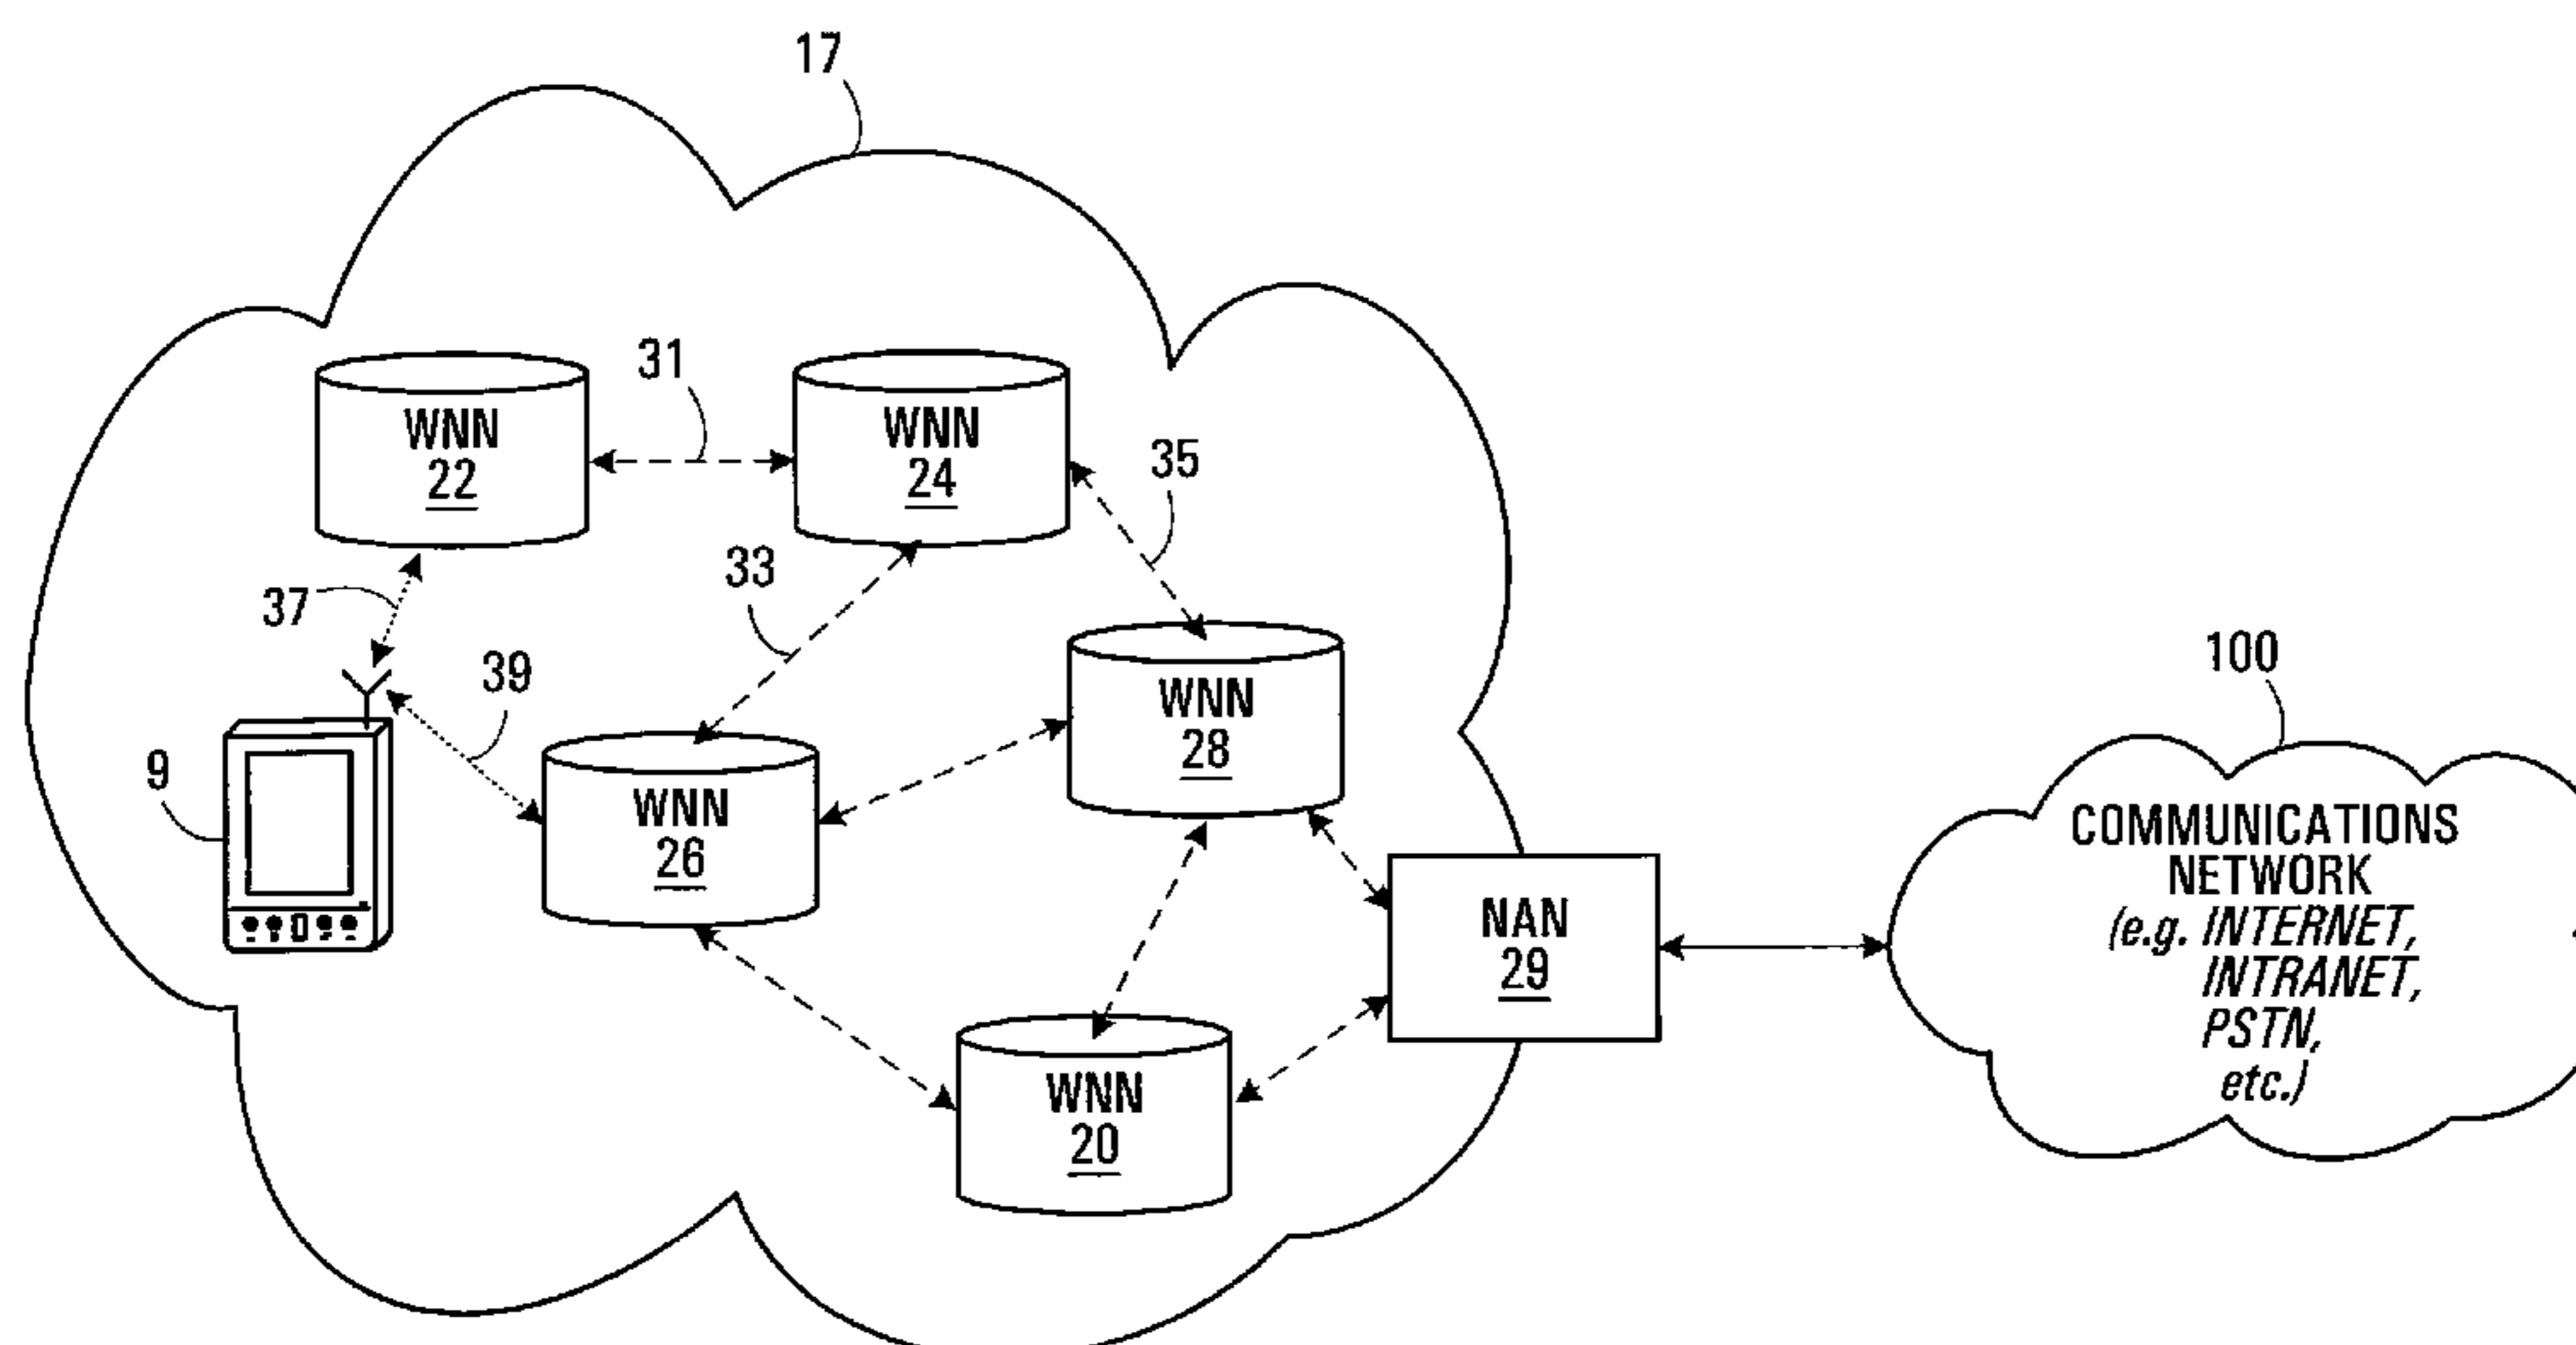 17
31
WNN
22
WNN
24
35
33
37
39
100
9
WNN
28
WNN
26
COMMUNICATIONS
NETWORK
(e.g. INTERNET,
INTRANET,
PSTN,
etc.)
NAN
29
WNN
20